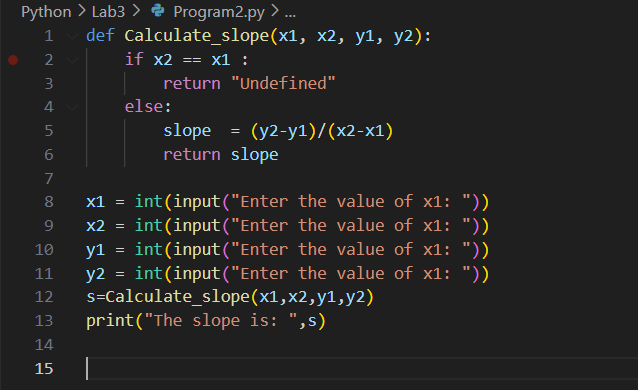 Python > Lab3 > Program2.py > ...
1 def Calculate_slope(x1, x2, y1, y2):
2     if x2 == x1 :
3         return "Undefined"
4     else:
5         slope  = (y2-y1)/(x2-x1)
6         return slope
7
8 x1 = int(input("Enter the value of x1: "))
9 x2 = int(input("Enter the value of x1: "))
10 y1 = int(input("Enter the value of x1: "))
11 y2 = int(input("Enter the value of x1: "))
12 s=Calculate_slope(x1,x2,y1,y2)
13 print("The slope is: ",s)
14
15